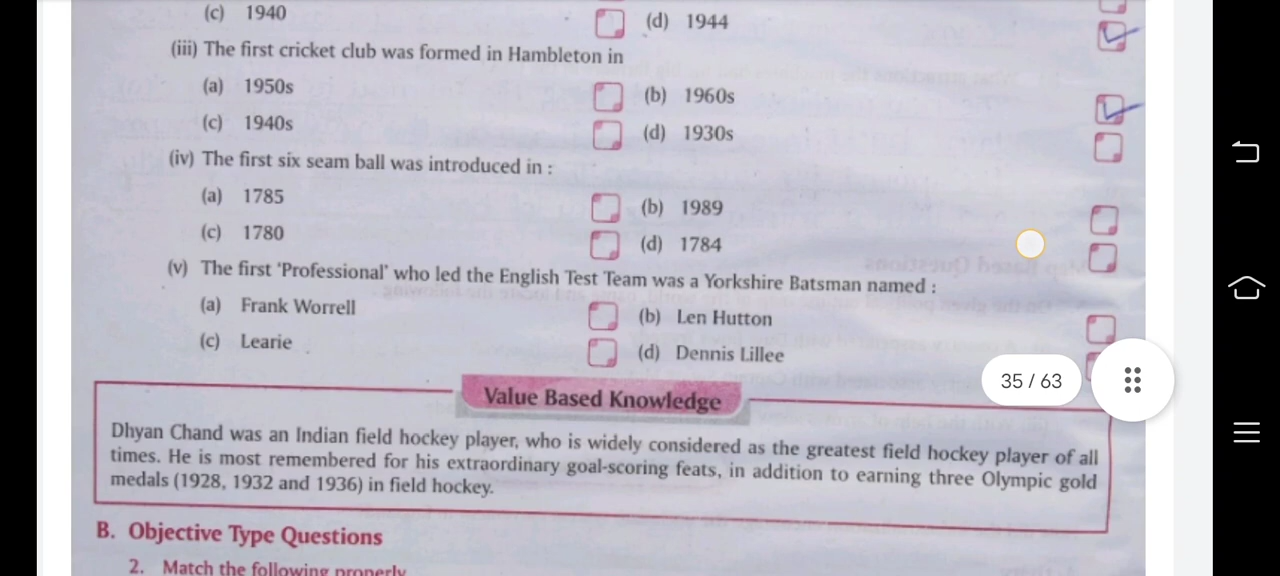 (c) 1940
(d) 1944
(iii) The first cricket club was formed in Hambleton in
(a) 1950s
(b) 1960s
(c) 1940s
(d) 1930s
(iv) The first six seam ball was introduced in :
(a) 1785
(b) 1989
(c) 1780
(d) 1784
(v) The first 'Professional' who led the English Test Team was a Yorkshire Batsman named :
(a) Frank Worrell
(b) Len Hutton
(c) Learie
(d) Dennis Lillee
35 / 63
Value Based Knowledge
Dhyan Chand was an Indian field hockey player, who is widely considered as the greatest field hockey player of all
times. He is most remembered for his extraordinary goal-scoring feats, in addition to earning three Olympic gold
medals (1928, 1932 and 1936) in field hockey.
B. Objective Type Questions
2. Match the following properly